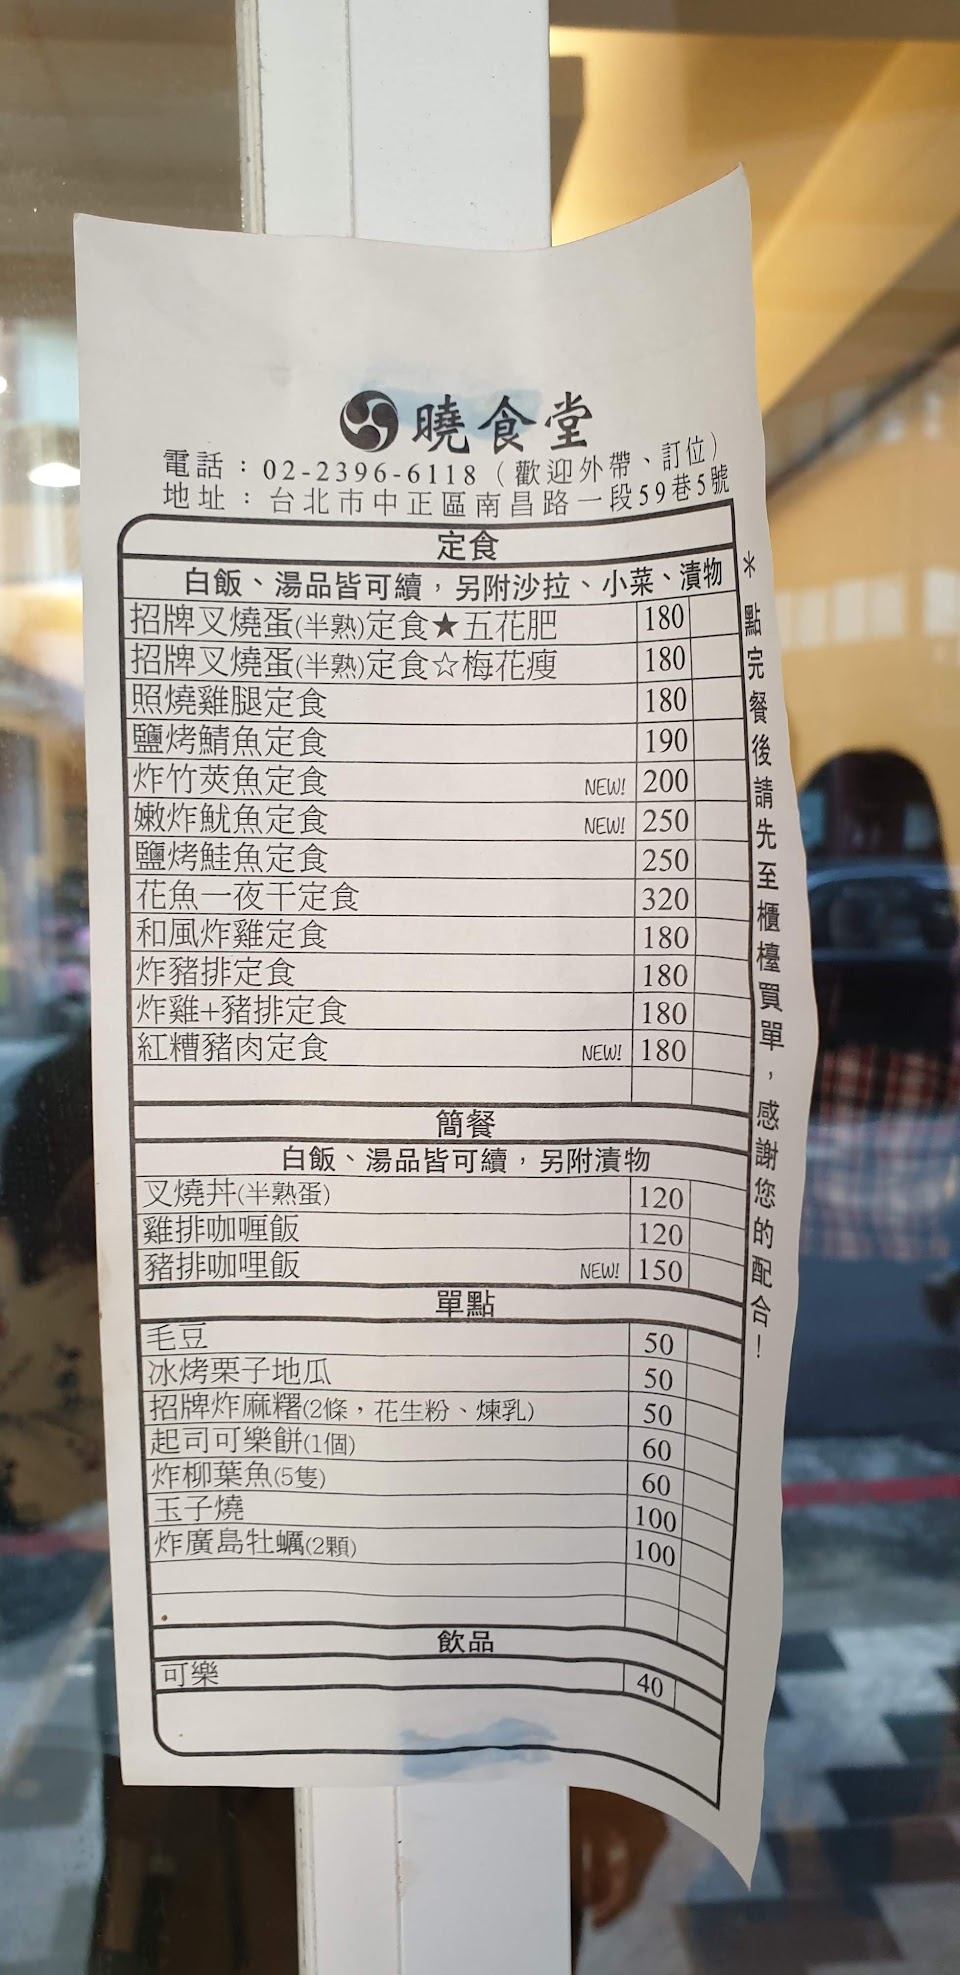 曉食堂
電話：02-2396-6118（歡迎外帶、訂位）
地址：台北市中正區南昌路一段59巷5號
定食
白飯、湯品皆可續，另附沙拉、小菜、漬物
招牌叉燒蛋(半熟)定食★五花肥 180
招牌叉燒蛋(半熟)定食☆梅花瘦 180
照燒雞腿定食 180
鹽烤鯖魚定食 190
炸竹莢魚定食 NEW! 200
嫩炸魷魚定食 NEW! 250
鹽烤鮭魚定食 250
花魚一夜干定食 320
和風炸雞定食 180
炸豬排定食 180
炸雞+豬排定食 180
紅糟豬肉定食 NEW! 180
簡餐
白飯、湯品皆可續，另附漬物
叉燒丼(半熟蛋) 120
雞排咖喱飯 120
豬排咖哩飯 NEW! 150
單點
毛豆 50
冰烤栗子地瓜 50
招牌炸麻糬(2條，花生粉、煉乳) 50
起司可樂餅(1個) 60
炸柳葉魚(5隻) 60
玉子燒 100
炸廣島牡蠣(2顆) 100
飲品
可樂 40
＊點完餐後請先至櫃檯買單，感謝您的配合！